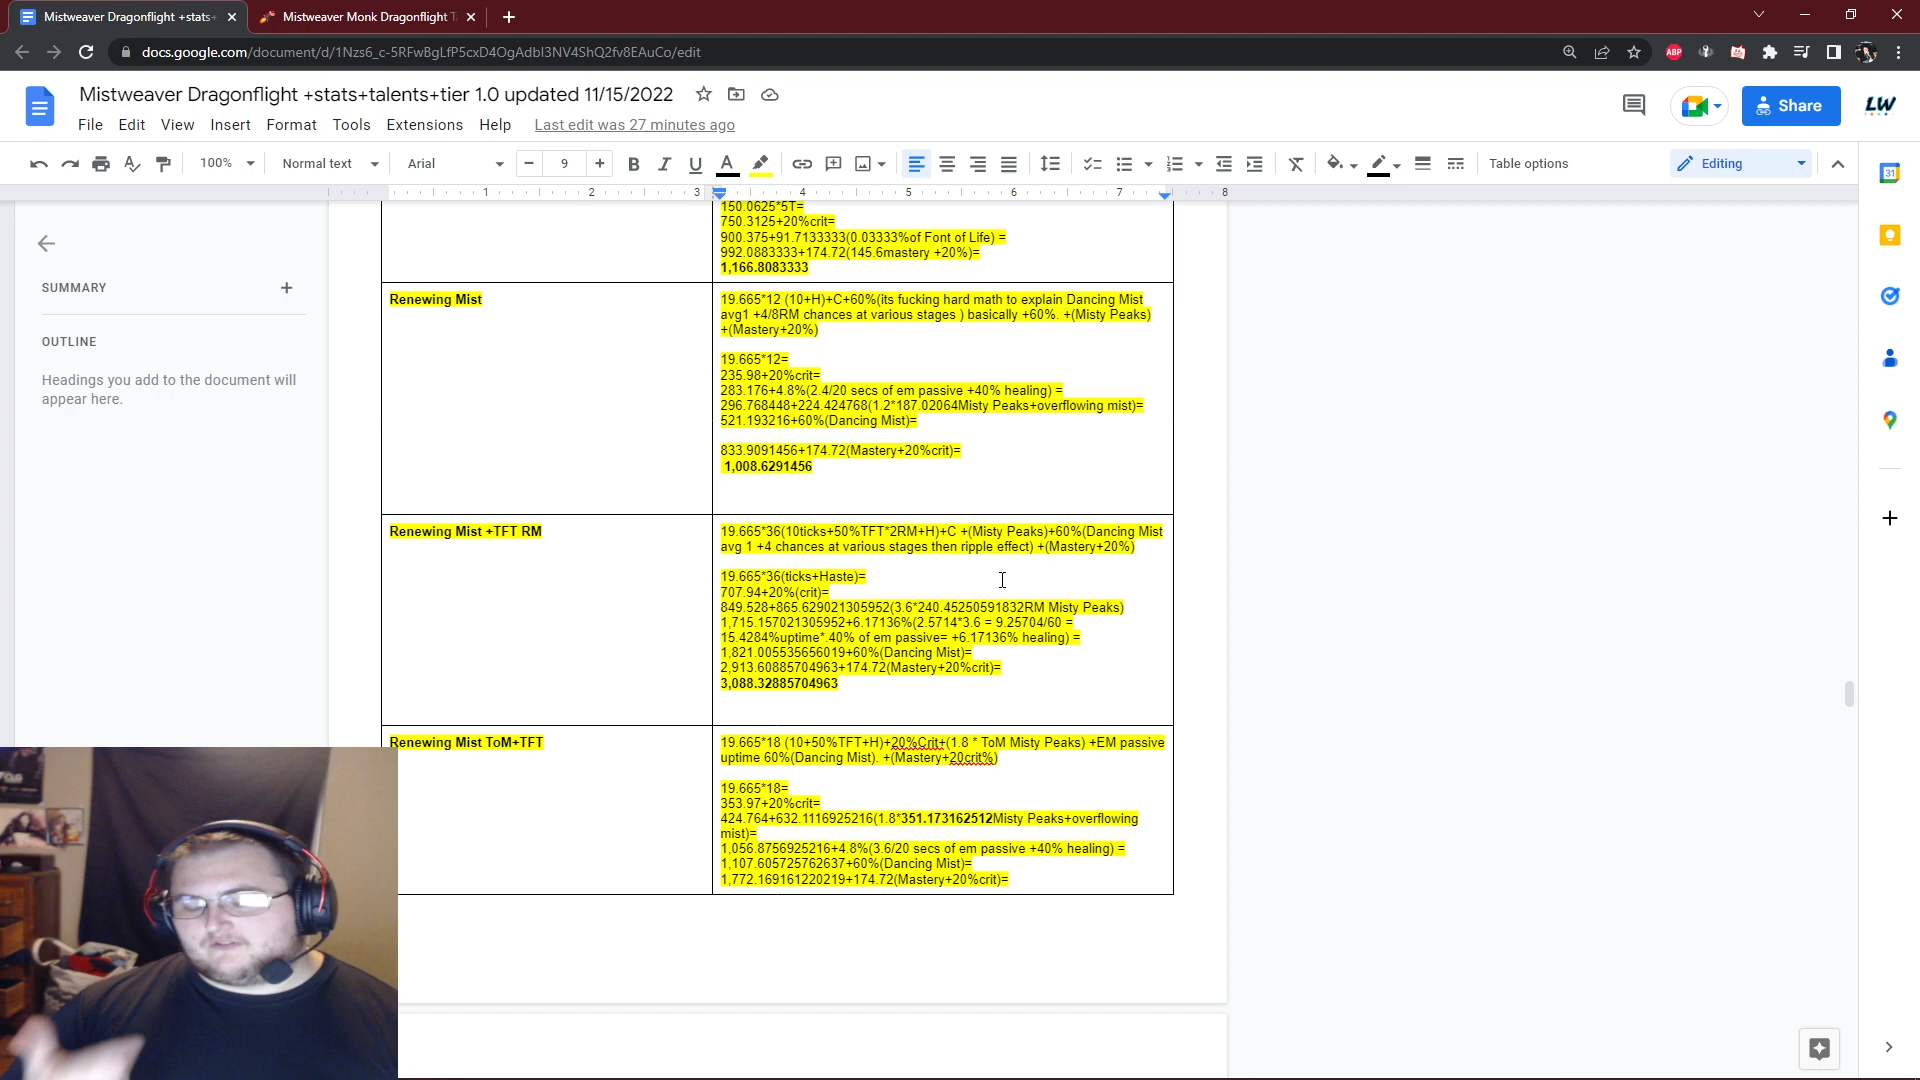 Mistweaver Dragonflight +stats+
Mistweaver Monk Dragonflight T
docs.google.com/document/d/1Nzs6_c-5RFwBgLfP5cxD4OgAdbI3NV4ShQ2fv8EAuCo/edit
ABP
Mistweaver Dragonflight +stats+talents+tier 1.0 updated 11/15/2022
Share
LW
File Edit View Insert Format Tools Extensions Help Last edit was 27 minutes ago
100% Normal text Arial 9 Table options Editing
1 2 3 4 5 6 7 8
31
SUMMARY
OUTLINE
Headings you add to the document will
appear here.
150.0625*5T=
750.3125+20%crit=
900.375+91.7133333(0.03333%of Font of Life) =
992.0883333+174.72(145.6mastery +20%)=
1,166.8083333
Renewing Mist
19.665*12 (10+H)+C+60%(its fucking hard math to explain Dancing Mist
avg1 +4/8RM chances at various stages ) basically +60%. +(Misty Peaks)
+(Mastery+20%)
19.665*12=
235.98+20%crit=
283.176+4.8%(2.4/20 secs of em passive +40% healing) =
296.768448+224.424768(1.2*187.02064Misty Peaks+overflowing mist)=
521.193216+60%(Dancing Mist)=
833.9091456+174.72(Mastery+20%crit)=
1,008.6291456
Renewing Mist +TFT RM
19.665*36(10ticks+50%TFT*2RM+H)+C +(Misty Peaks)+60%(Dancing Mist
avg 1 +4 chances at various stages then ripple effect) +(Mastery+20%)
19.665*36(ticks+Haste)=
707.94+20%(crit)=
849.528+865.629021305952(3.6*240.45250591832RM Misty Peaks)
1,715.157021305952+6.17136%(2.5714*3.6 = 9.25704/60 =
15.4284%uptime*.40% of em passive= +6.17136% healing) =
1,821.005535656019+60%(Dancing Mist)=
2,913.60885704963+174.72(Mastery+20%crit)=
3,088.32885704963
Renewing Mist ToM+TFT
19.665*18 (10+50%TFT+H)+20%Crit+(1.8 * ToM Misty Peaks) +EM passive
uptime 60%(Dancing Mist). +(Mastery+20crit%)
19.665*18=
353.97+20%crit=
424.764+632.1116925216(1.8*351.173162512Misty Peaks+overflowing
mist)=
1,056.8756925216+4.8%(3.6/20 secs of em passive +40% healing) =
1,107.605725762637+60%(Dancing Mist)=
1,772.169161220219+174.72(Mastery+20%crit)=